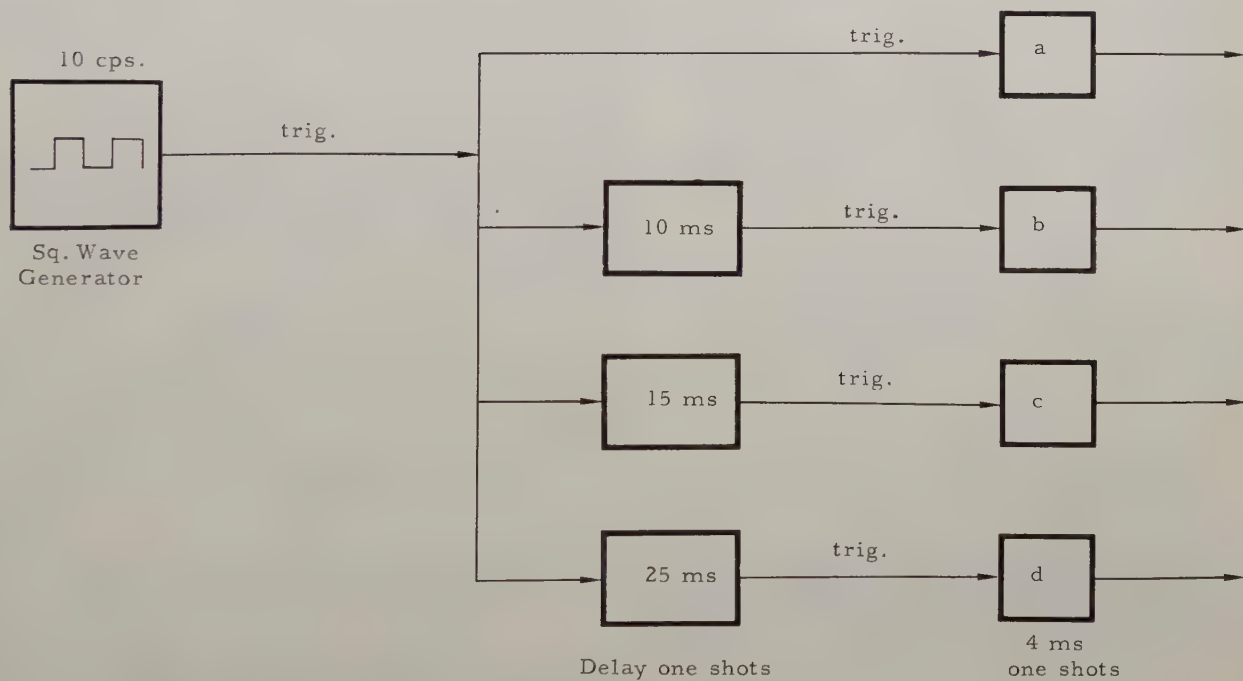 10 cps.
trig.
a
trig.
10 ms
trig.
b
Sq. Wave
Generator
15 ms
trig.
c
25 ms
trig.
d
Delay one shots
4 ms
one shots